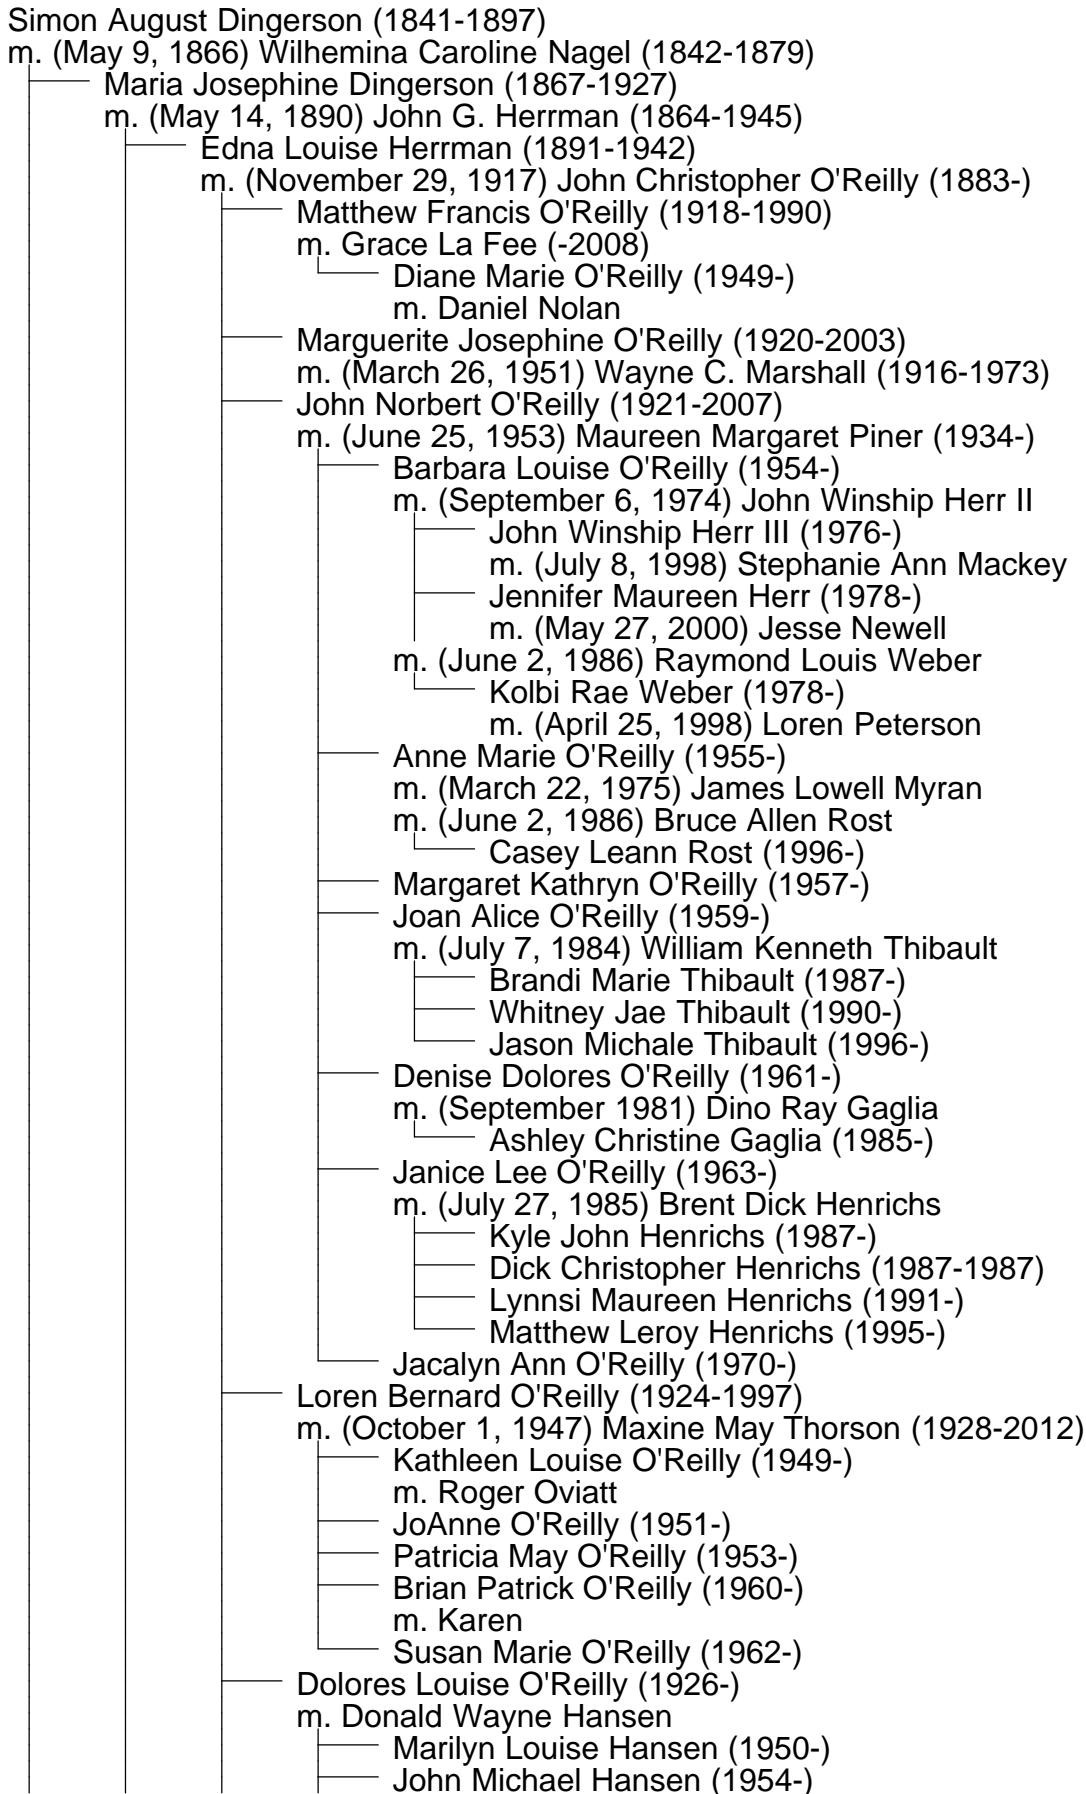 Simon August Dingerson (1841-1897)
m. (May 9, 1866) Wilhemina Caroline Nagel (1842-1879)
Maria Josephine Dingerson (1867-1927)
m. (May 14, 1890) John G. Herrman (1864-1945)
Edna Louise Herrman (1891-1942)
m. (November 29, 1917) John Christopher O'Reilly (1883-)
Matthew Francis O'Reilly (1918-1990)
m. Grace La Fee (-2008)
Diane Marie O'Reilly (1949-)
m. Daniel Nolan
Marguerite Josephine O'Reilly (1920-2003)
m. (March 26, 1951) Wayne C. Marshall (1916-1973)
John Norbert O'Reilly (1921-2007)
m. (June 25, 1953) Maureen Margaret Piner (1934-)
Barbara Louise O'Reilly (1954-)
m. (September 6, 1974) John Winship Herr II
John Winship Herr III (1976-)
m. (July 8, 1998) Stephanie Ann Mackey
Jennifer Maureen Herr (1978-)
m. (May 27, 2000) Jesse Newell
m. (June 2, 1986) Raymond Louis Weber
Kolbi Rae Weber (1978-)
m. (April 25, 1998) Loren Peterson
Anne Marie O'Reilly (1955-)
m. (March 22, 1975) James Lowell Myran
m. (June 2, 1986) Bruce Allen Rost
Casey Leann Rost (1996-)
Margaret Kathryn O'Reilly (1957-)
Joan Alice O'Reilly (1959-)
m. (July 7, 1984) William Kenneth Thibault
Brandi Marie Thibault (1987-)
Whitney Jae Thibault (1990-)
Jason Michale Thibault (1996-)
Denise Dolores O'Reilly (1961-)
m. (September 1981) Dino Ray Gaglia
Ashley Christine Gaglia (1985-)
Janice Lee O'Reilly (1963-)
m. (July 27, 1985) Brent Dick Henrichs
Kyle John Henrichs (1987-)
Dick Christopher Henrichs (1987-1987)
Lynnsi Maureen Henrichs (1991-)
Matthew Leroy Henrichs (1995-)
Jacalyn Ann O'Reilly (1970-)
Loren Bernard O'Reilly (1924-1997)
m. (October 1, 1947) Maxine May Thorson (1928-2012)
Kathleen Louise O'Reilly (1949-)
m. Roger Oviatt
JoAnne O'Reilly (1951-)
Patricia May O'Reilly (1953-)
Brian Patrick O'Reilly (1960-)
m. Karen
Susan Marie O'Reilly (1962-)
Dolores Louise O'Reilly (1926-)
m. Donald Wayne Hansen
Marilyn Louise Hansen (1950-)
John Michael Hansen (1954-)